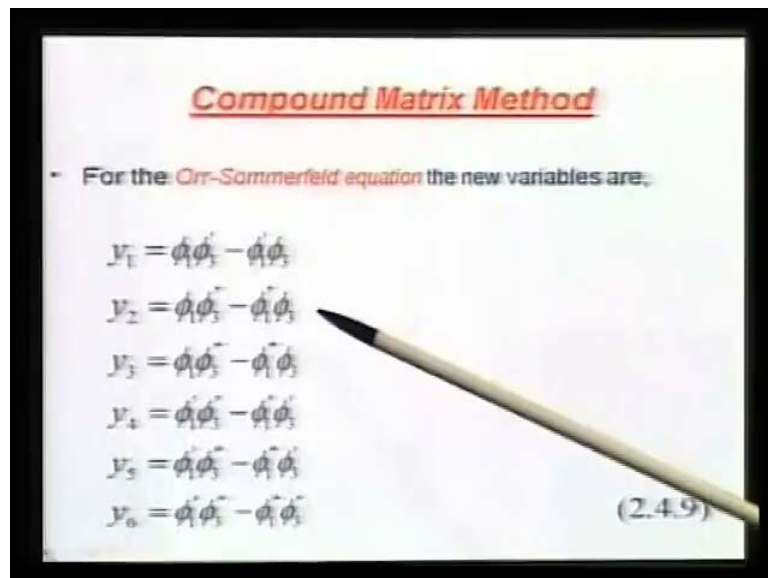 Compound Matrix Method
- For the Orr-Sommerfeld equation the new variables are,
y₁ = ϕ₁ϕ₃′ − ϕ₁′ϕ₃
y₂ = ϕ₁ϕ₃″ − ϕ₁″ϕ₃
y₃ = ϕ₁ϕ₃‴ − ϕ₁‴ϕ₃
y₄ = ϕ₁′ϕ₃″ − ϕ₁″ϕ₃′
y₅ = ϕ₁′ϕ₃‴ − ϕ₁‴ϕ₃′
y₆ = ϕ₁″ϕ₃‴ − ϕ₁‴ϕ₃″
(2.4.9)